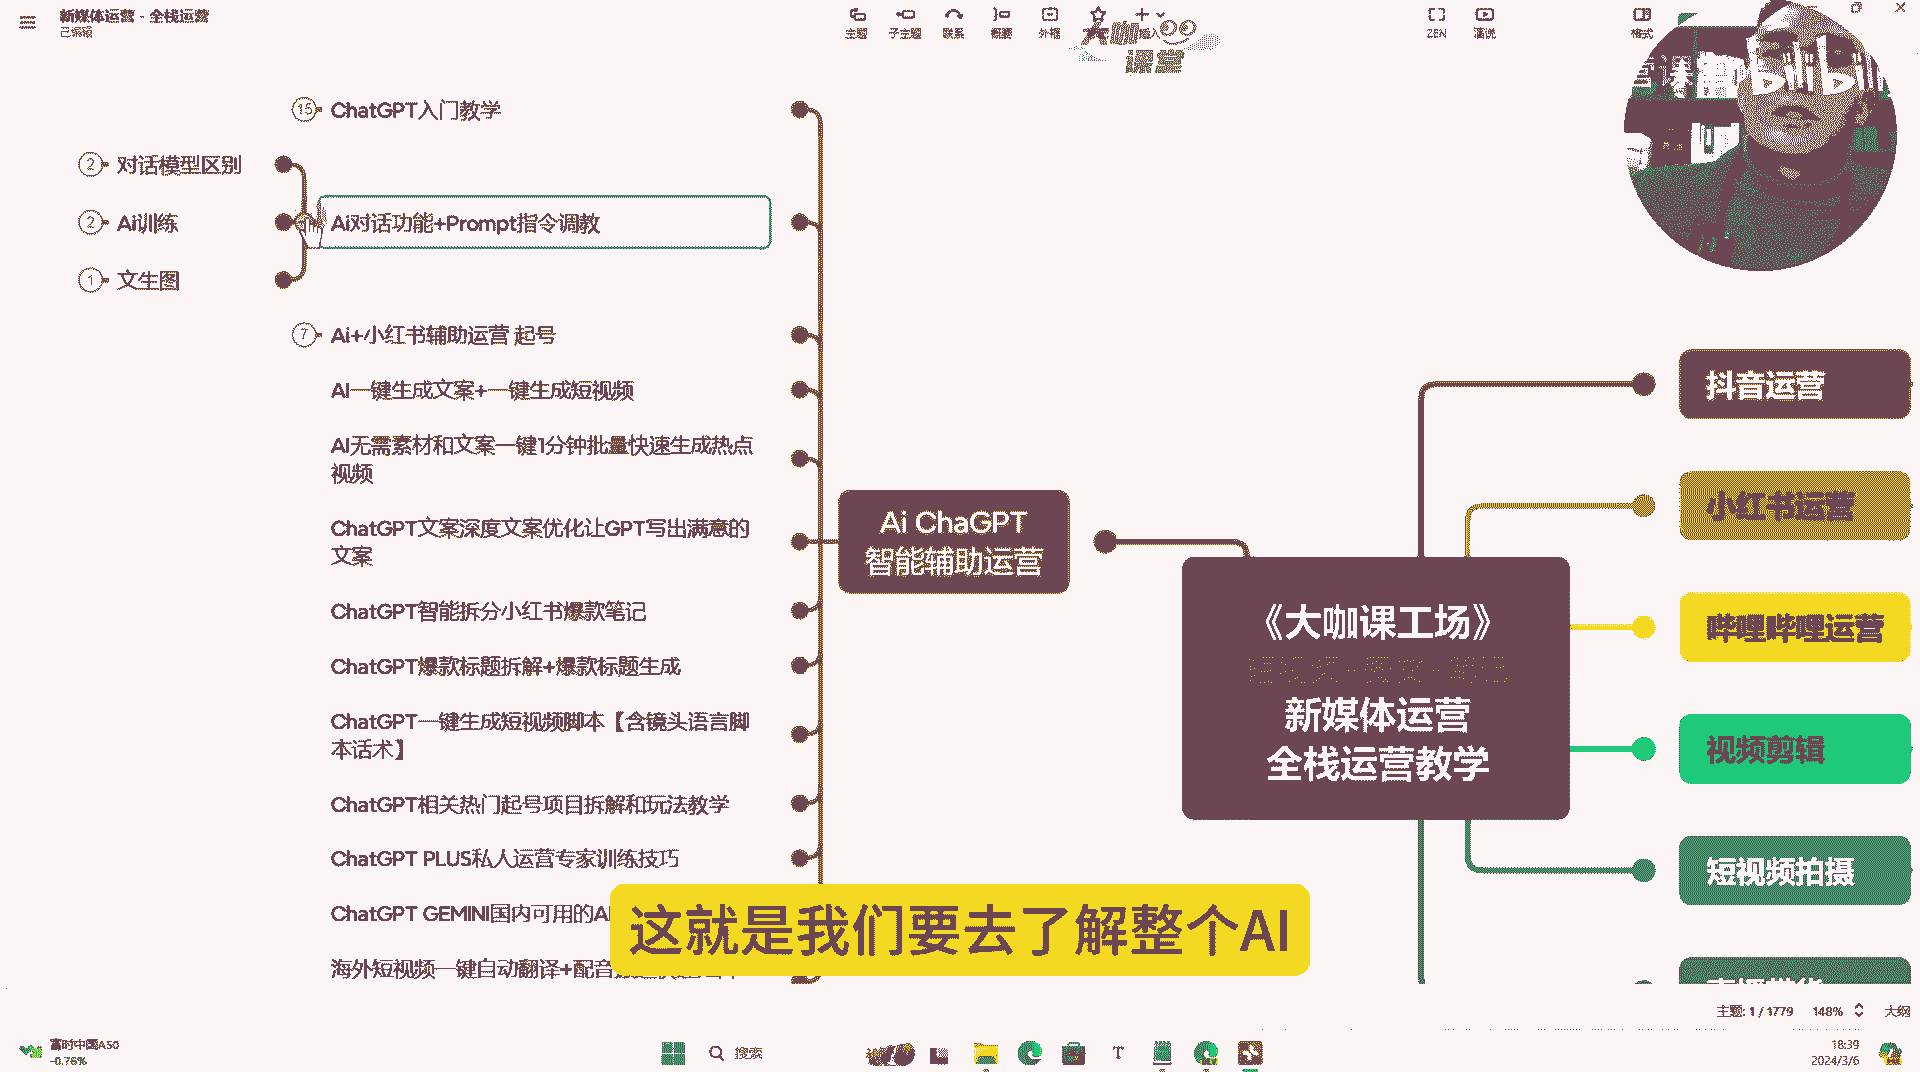 新媒体运营 - 全栈运营
已编辑
主题
子主题
联系
概要
外框
插入
ZEN
演说
格式
大咖
课堂
bilibili
15
ChatGPT入门教学
2
对话模型区别
2
Ai训练
1
文生图
Ai对话功能+Prompt指令调教
7
Ai+小红书辅助运营 起号
AI一键生成文案+一键生成短视频
AI无需素材和文案一键1分钟批量快速生成热点
视频
ChatGPT文案深度文案优化让GPT写出满意的
文案
ChatGPT智能拆分小红书爆款笔记
ChatGPT爆款标题拆解+爆款标题生成
ChatGPT一键生成短视频脚本【含镜头语言脚
本话术】
ChatGPT相关热门起号项目拆解和玩法教学
ChatGPT PLUS私人运营专家训练技巧
ChatGPT GEMINI国内可用的AI
海外短视频一键自动翻译+配音
Ai ChaGPT
智能辅助运营
《大咖课工场》
新媒体运营
全栈运营教学
抖音运营
小红书运营
哔哩哔哩运营
视频剪辑
短视频拍摄
这就是我们要去了解整个AI
主题: 1 / 1779
148%
大纲
富时中国A50
-0.76%
搜索
18:39
2024/3/6